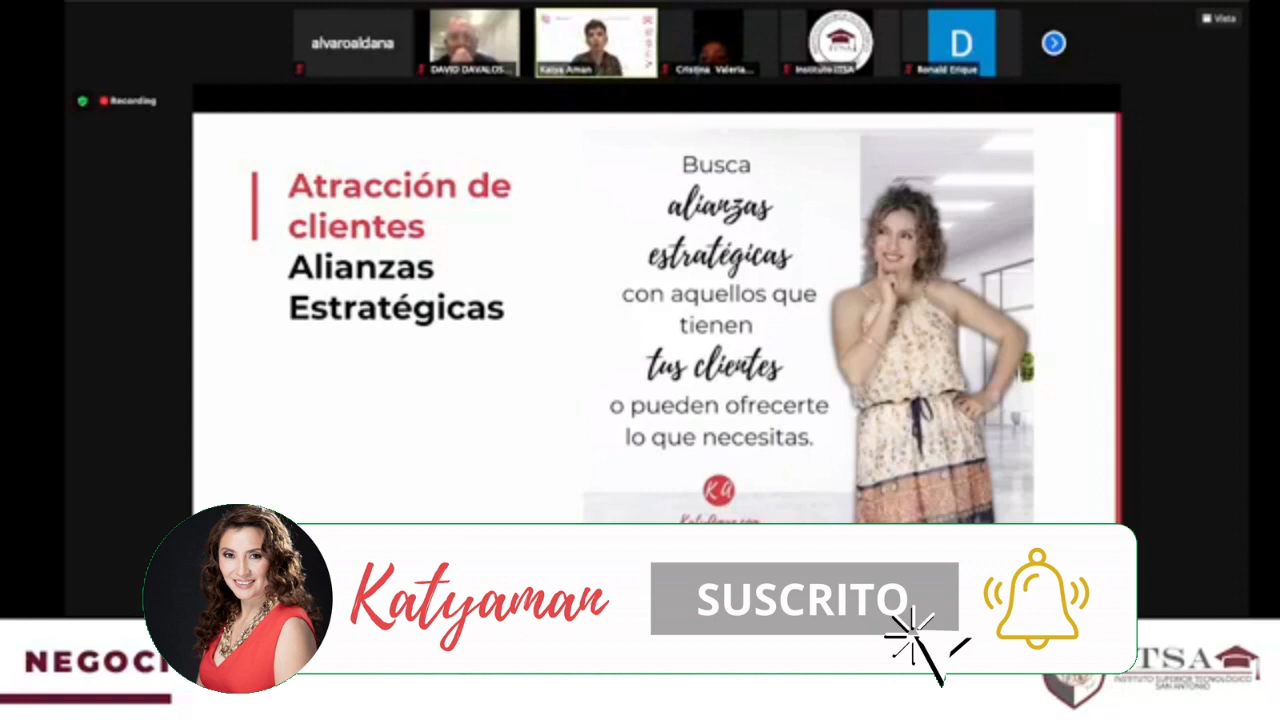 alvaroaldana
DAVID DAVALOS...
Katya Aman
Cristina Valeria...
Instituto ITSA
D
Ronald Erique
Vista
Recording
Atracción de
clientes
Alianzas
Estratégicas
Busca
alianzas
estratégicas
con aquellos que
tienen
tus clientes
o pueden ofrecerte
lo que necesitas.
KA
Katyaman
SUSCRITO
NEGOCI
TSA
INSTITUTO SUPERIOR TECNOLÓGICO
SAN ANTONIO